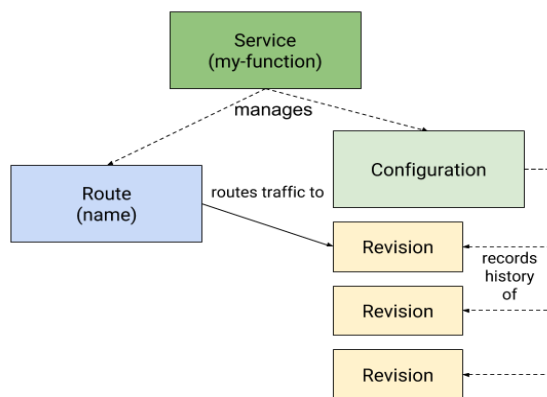 Service
(my-function)
manages
Configuration
Route
(name)
routes traffic to
Revision
records
history
of
Revision
Revision